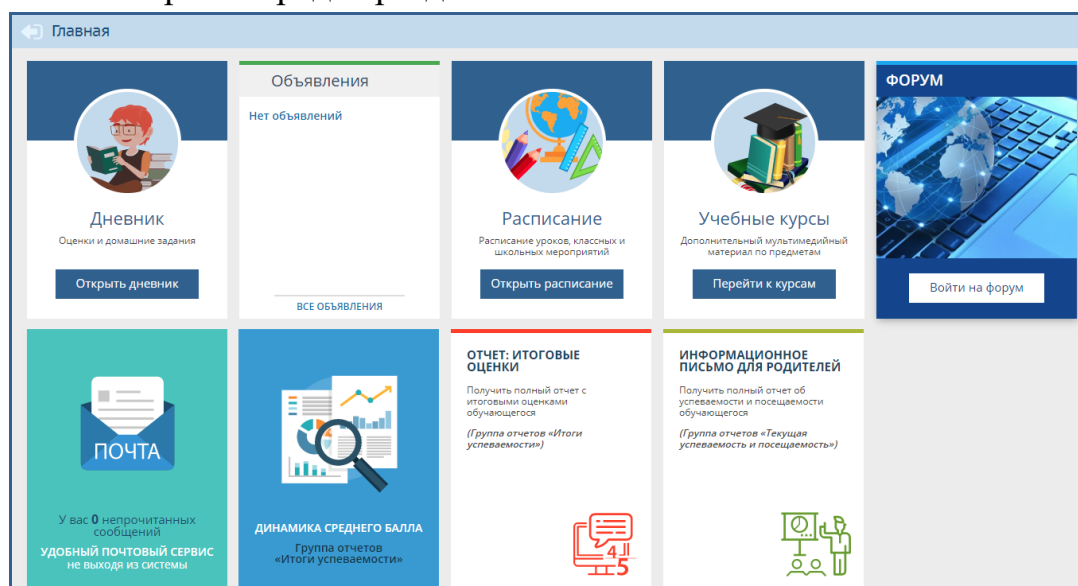 Главная
Дневник
Оценки и домашние задания
Открыть дневник
Объявления
Нет объявлений
ВСЕ ОБЪЯВЛЕНИЯ
Расписание
Расписание уроков, классных и
школьных мероприятий
Открыть расписание
Учебные курсы
Дополнительный мультимедийный
материал по предметам
Перейти к курсам
ФОРУМ
Войти на форум
ПОЧТА
У вас 0 непрочитанных
сообщений
УДОБНЫЙ ПОЧТОВЫЙ СЕРВИС
не выходя из системы
ДИНАМИКА СРЕДНЕГО БАЛЛА
Группа отчетов
«Итоги успеваемости»
ОТЧЕТ: ИТОГОВЫЕ
ОЦЕНКИ
Получить полный отчет с
итоговыми оценками
обучающегося
(Группа отчетов «Итоги
успеваемости»)
4
5
ИНФОРМАЦИОННОЕ
ПИСЬМО ДЛЯ РОДИТЕЛЕЙ
Получить полный отчет об
успеваемости и посещаемости
обучающегося
(Группа отчетов «Текущая
успеваемость и посещаемость»)